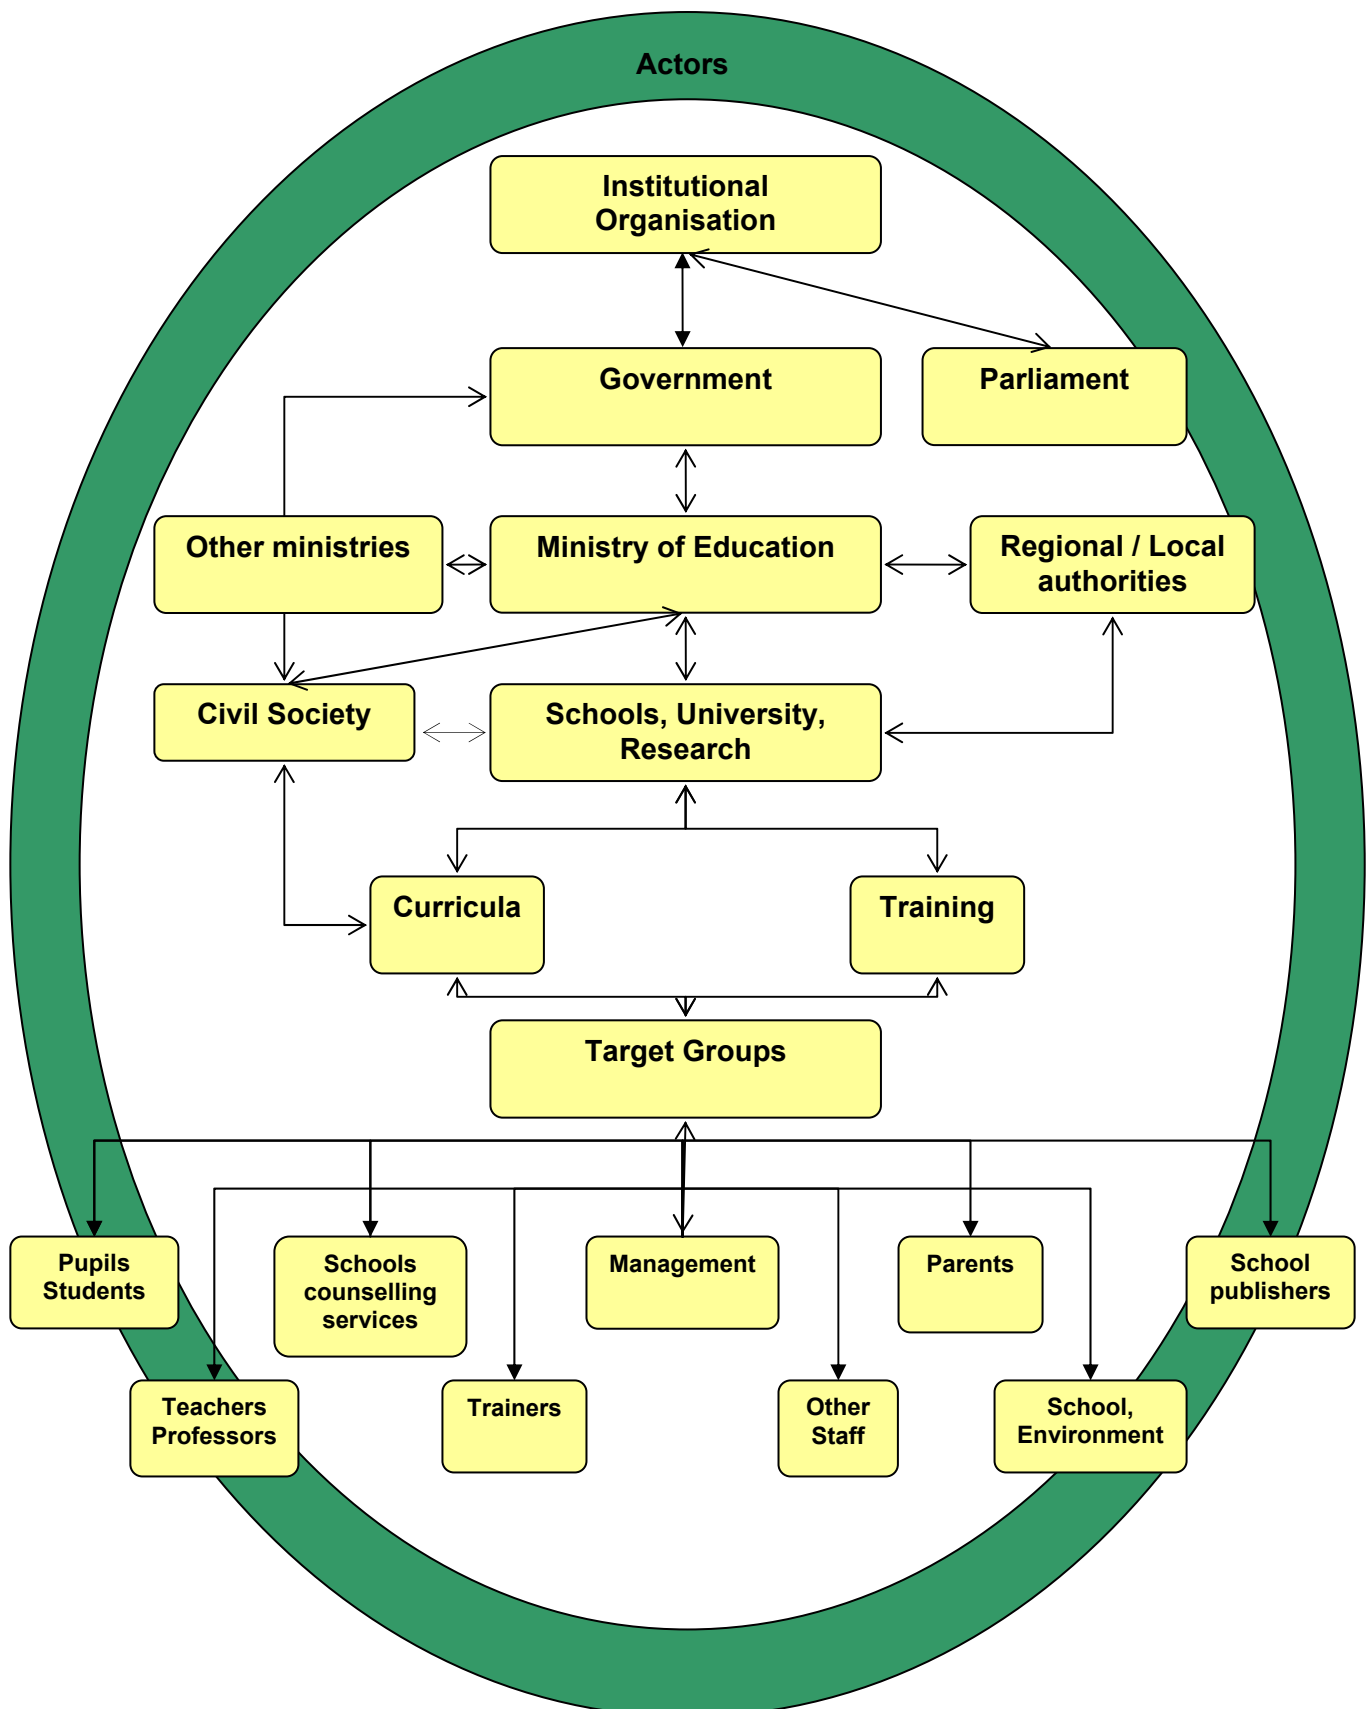 Actors
Institutional
Organisation
Government
Parliament
Other ministries
Ministry of Education
Regional / Local
authorities
Civil Society
Schools, University,
Research
Curricula
Training
Target Groups
Pupils
Students
Schools
counselling
services
Management
Parents
School
publishers
Teachers
Professors
Trainers
Other
Staff
School,
Environment